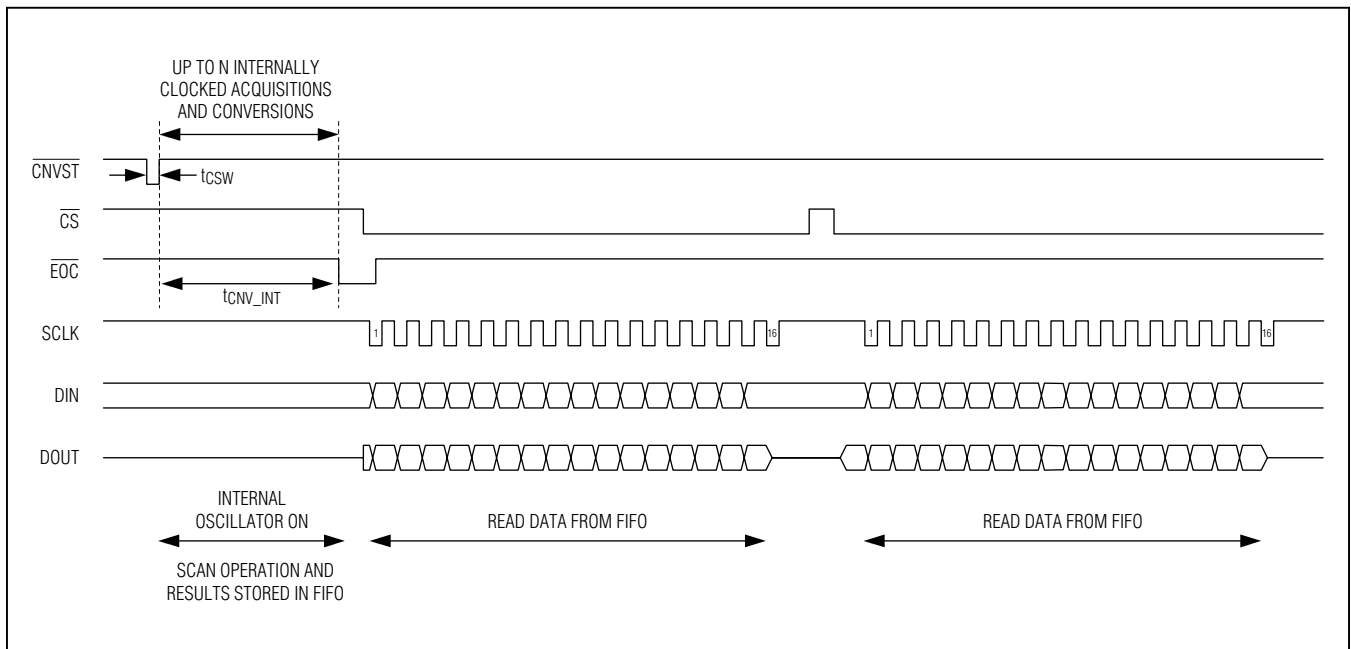 UP TO N INTERNALLY
CLOCKED ACQUISITIONS
AND CONVERSIONS
CNVST
tCSW
CS
EOC
tCNV_INT
SCLK
1
16
1
16
DIN
DOUT
INTERNAL
OSCILLATOR ON
READ DATA FROM FIFO
READ DATA FROM FIFO
SCAN OPERATION AND
RESULTS STORED IN FIFO